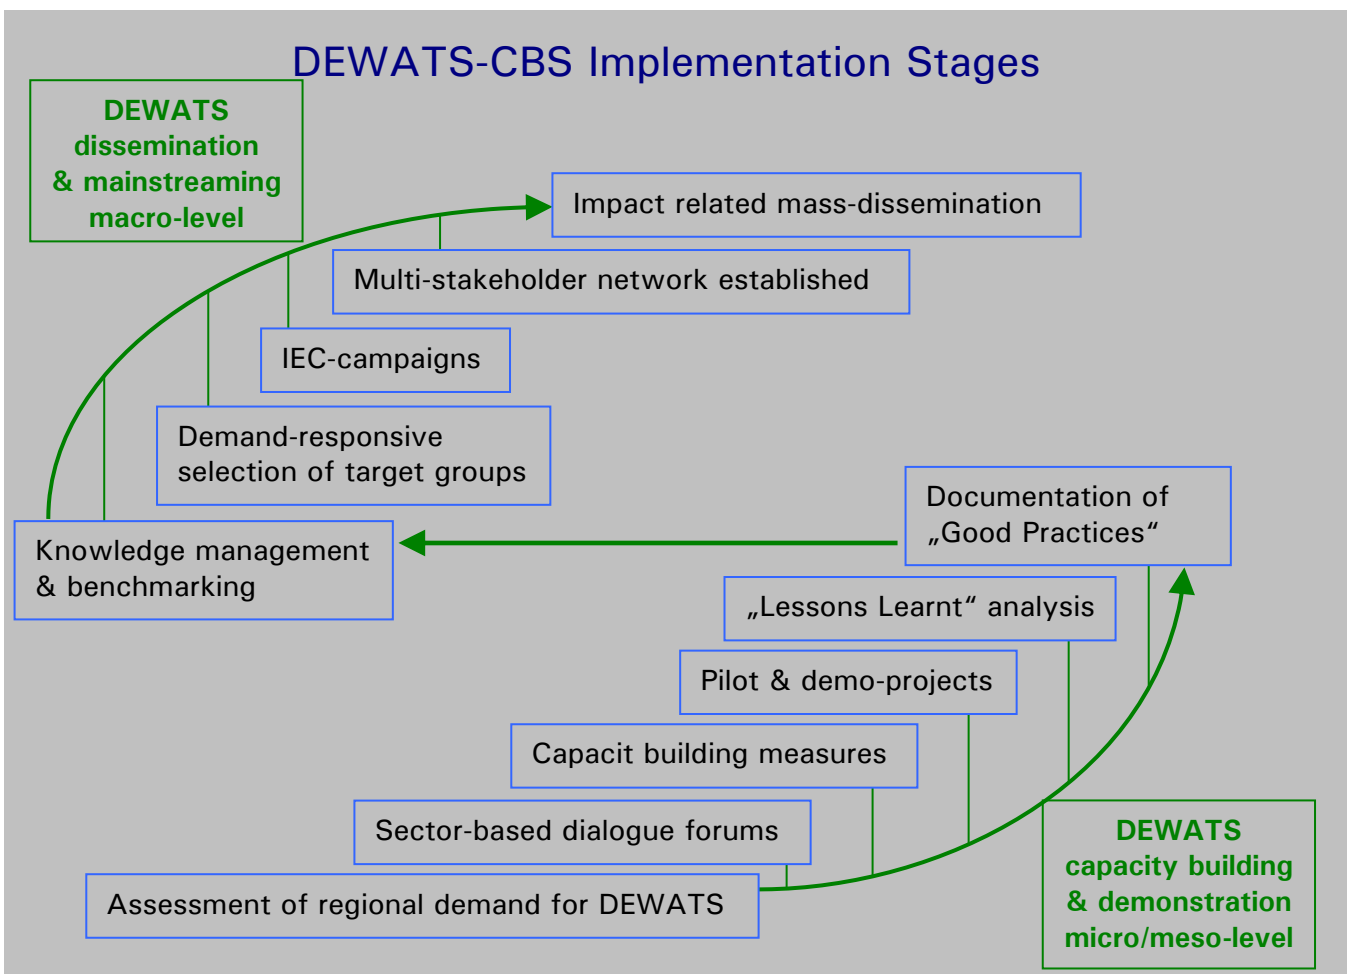 DEWATS-CBS Implementation Stages
DEWATS
dissemination
& mainstreaming
macro-level
Impact related mass-dissemination
Multi-stakeholder network established
IEC-campaigns
Demand-responsive
selection of target groups
Knowledge management
& benchmarking
Documentation of
„Good Practices“
„Lessons Learnt“ analysis
Pilot & demo-projects
Capacit building measures
Sector-based dialogue forums
Assessment of regional demand for DEWATS
DEWATS
capacity building
& demonstration
micro/meso-level